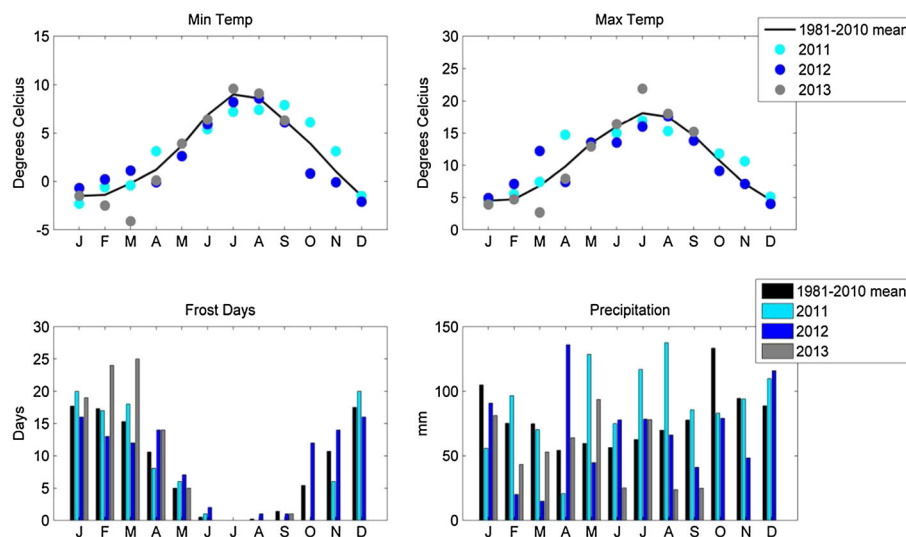 Min Temp
Degrees Celcius
15
10
5
0
-5
J F M A M J J A S O N D
Max Temp
Degrees Celcius
30
25
20
15
10
5
0
J F M A M J J A S O N D
1981-2010 mean
2011
2012
2013
Frost Days
Days
30
25
20
15
10
5
0
J F M A M J J A S O N D
Precipitation
mm
150
100
50
0
J F M A M J J A S O N D
1981-2010 mean
2011
2012
2013